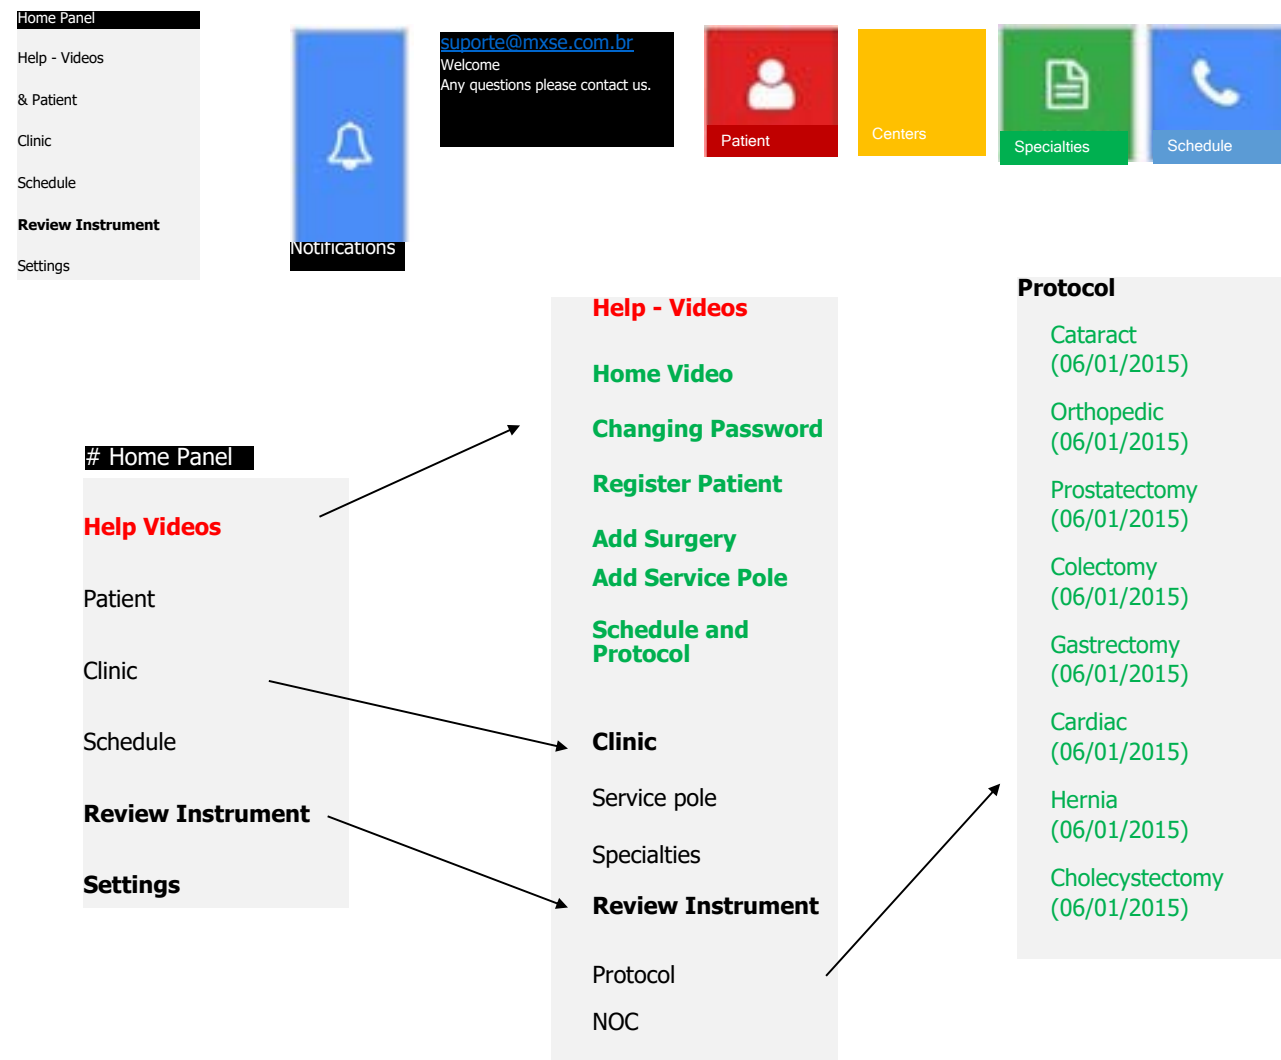 Home Panel
Help - Videos
& Patient
Clinic
Schedule
Review Instrument
Settings
Notifications
suporte@mxse.com.br
Welcome
Any questions please contact us.
Patient
Centers
Specialties
Schedule
# Home Panel
Help Videos
Patient
Clinic
Schedule
Review Instrument
Settings
Help - Videos
Home Video
Changing Password
Register Patient
Add Surgery
Add Service Pole
Schedule and
Protocol
Clinic
Service pole
Specialties
Review Instrument
Protocol
NOC
Protocol
Cataract
(06/01/2015)
Orthopedic
(06/01/2015)
Prostatectomy
(06/01/2015)
Colectomy
(06/01/2015)
Gastrectomy
(06/01/2015)
Cardiac
(06/01/2015)
Hernia
(06/01/2015)
Cholecystectomy
(06/01/2015)